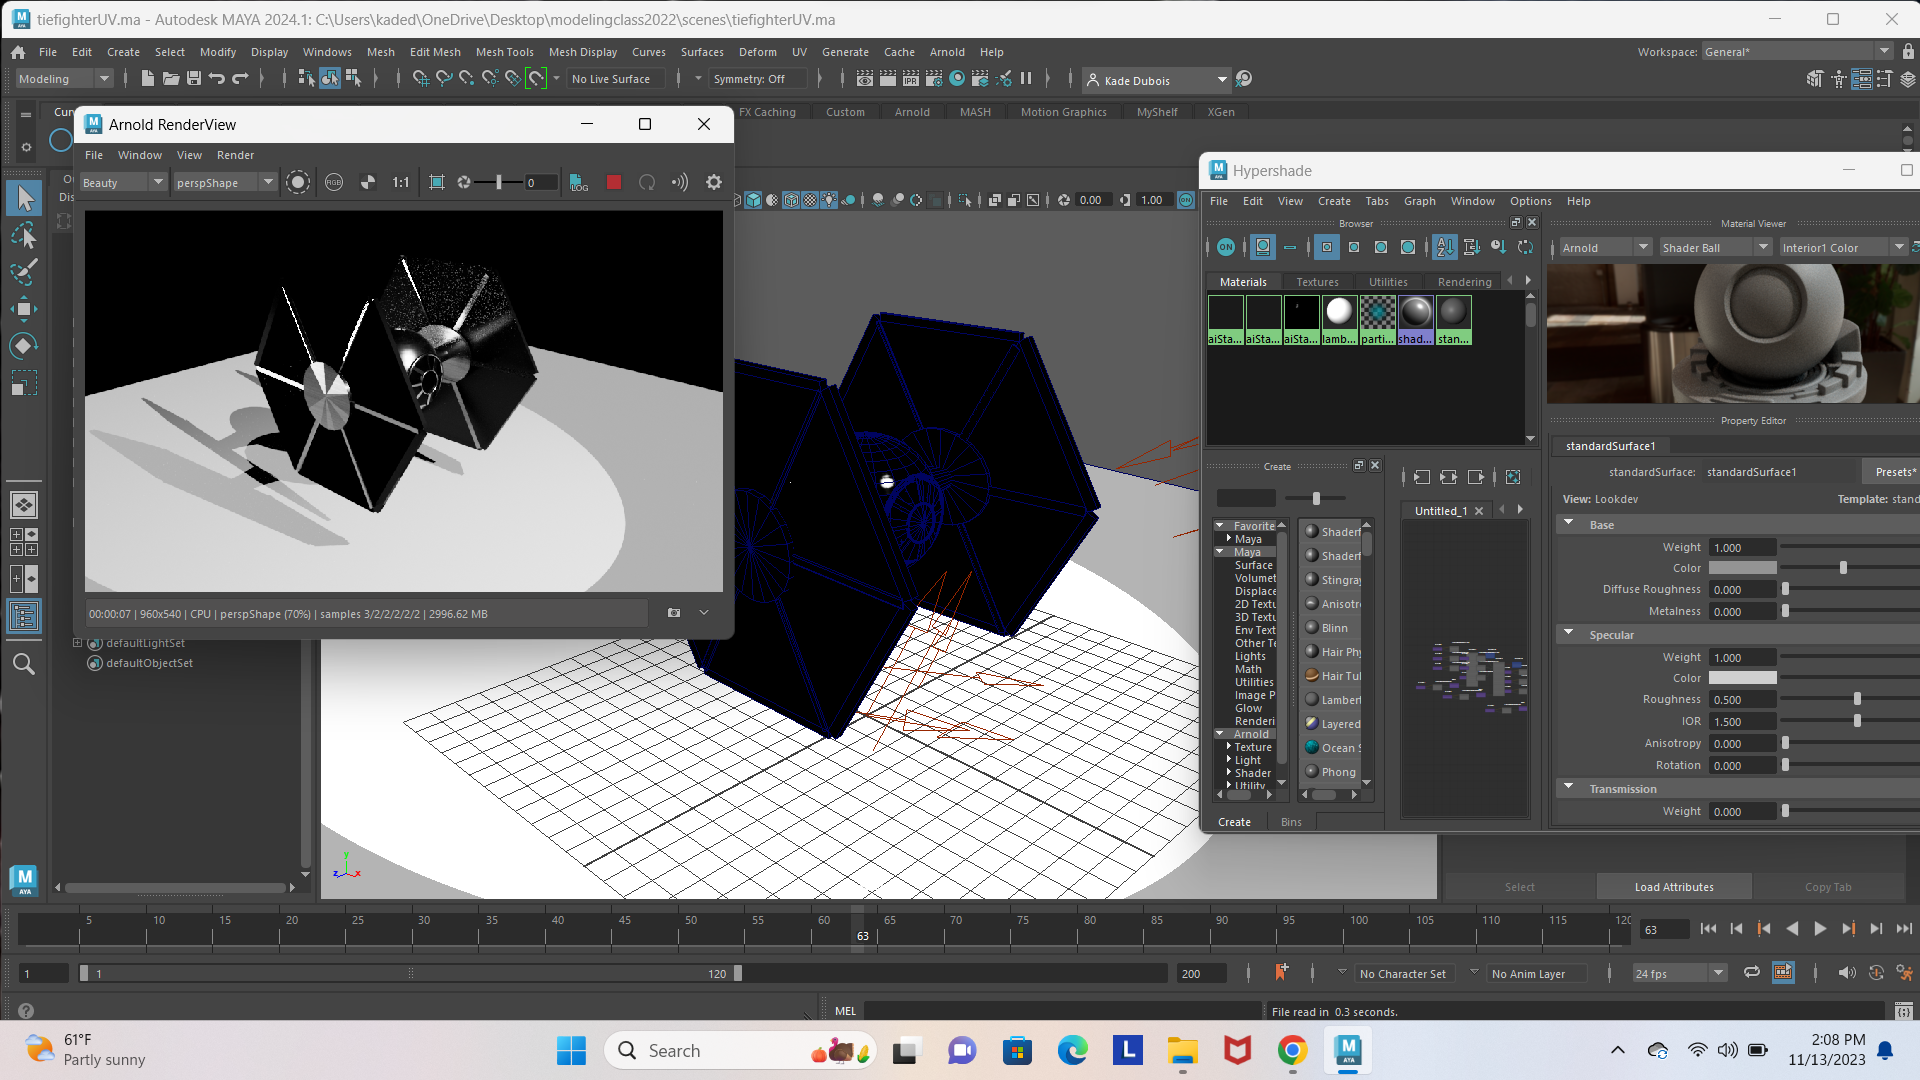 tiefighterUV.ma - Autodesk MAYA 2024.1: C:\Users\kaded\OneDrive\Desktop\modelingclass2022\scenes\tiefighterUV.ma
File Edit Create Select Modify Display Windows Mesh Edit Mesh Mesh Tools Mesh Display Curves Surfaces Deform UV Generate Cache Arnold Help
Workspace: General*
Modeling
No Live Surface
Symmetry: Off
IPR
Kade Dubois
FX Caching Custom Arnold MASH Motion Graphics MyShelf XGen
Arnold RenderView
File Window View Render
Beauty perspShape RGB 1:1 0 LOG
0.00 1.00 ON
00:00:07 | 960x540 | CPU | perspShape (70%) | samples 3/2/2/2/2/2 | 2996.62 MB
defaultLightSet
defaultObjectSet
Hypershade
File Edit View Create Tabs Graph Window Options Help
Browser
ON
Materials Textures Utilities Rendering
aiSta... aiSta... aiSta... lamb... parti... shad... stan...
Material Viewer
Arnold Shader Ball Interior1 Color
Property Editor
standardSurface1
standardSurface: standardSurface1 Presets*
View: Lookdev Template: stand
Base
Weight 1.000
Color
Diffuse Roughness 0.000
Metalness 0.000
Specular
Weight 1.000
Color
Roughness 0.500
IOR 1.500
Anisotropy 0.000
Rotation 0.000
Transmission
Weight 0.000
Create
Favorite
Maya
Maya
Surface
Volumet
Displace
2D Textu
3D Textu
Env Text
Other Te
Lights
Math
Utilities
Image P
Glow
Renderi
Arnold
Texture
Light
Shader
Utility
Shaderf
Shaderf
Stingray
Anisotro
Blinn
Hair Phy
Hair Tul
Lambert
Layered
Ocean S
Phong
Create Bins
Untitled_1
y
z x
Select Load Attributes Copy Tab
5 10 15 20 25 30 35 40 45 50 55 60 65 70 75 80 85 90 95 100 105 110 115 120
63
63
1 1 120 200
No Character Set No Anim Layer 24 fps
MEL
File read in 0.3 seconds.
61°F
Partly sunny
Search
2:08 PM
11/13/2023